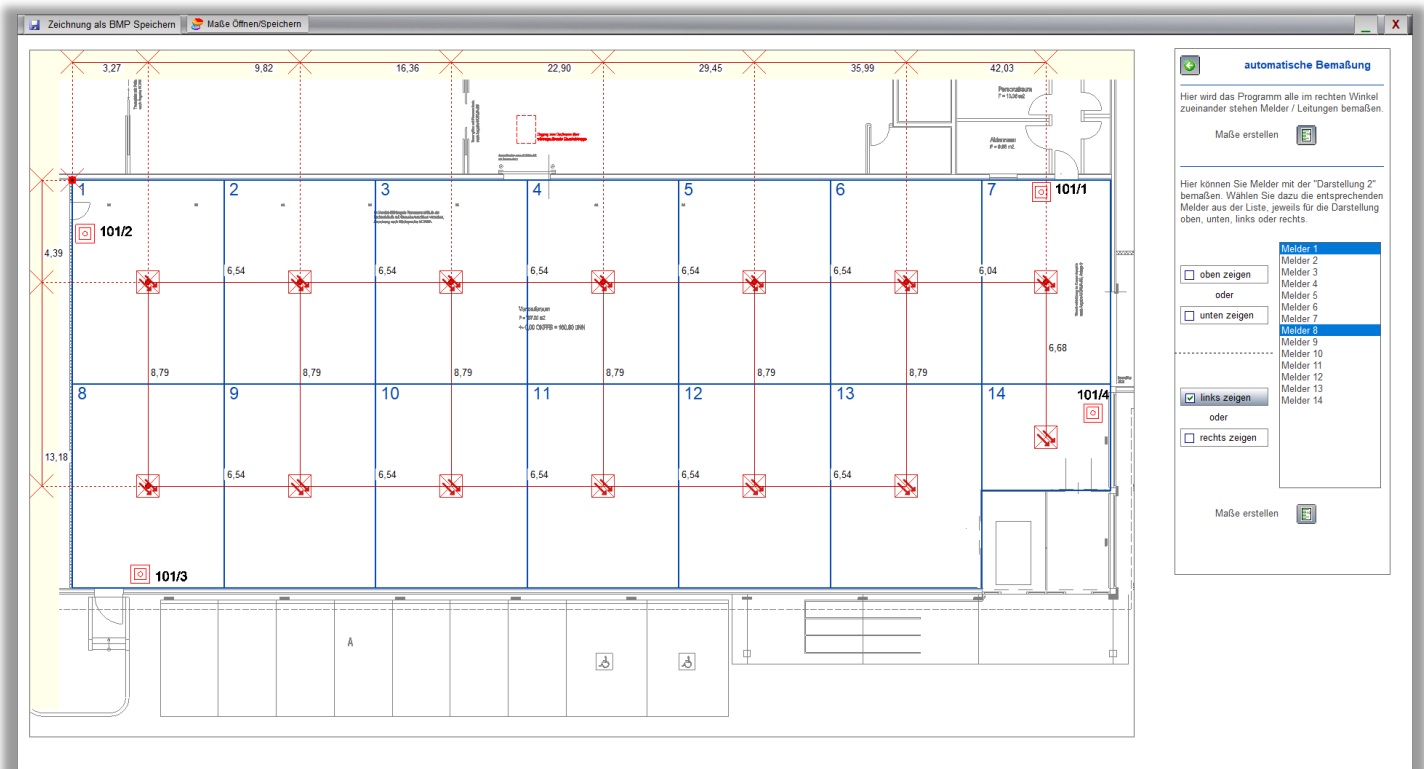 Zeichnung als BMP Speichern
Maße Öffnen/Speichern
_ X
3,27 9,82 16,36 22,90 29,45 35,99 42,03
Personalraum
1 2 3 4 5 6 7
101/1
101/2
4,39
6,54 6,54 6,54 6,54 6,54 6,04
Verkaufsraum
6,68
8,79 8,79 8,79 8,79 8,79 8,79
8 9 10 11 12 13 14
101/4
13,18
6,54 6,54 6,54 6,54 6,54
101/3
A
automatische Bemaßung
Hier wird das Programm alle im rechten Winkel
zueinander stehen Melder / Leitungen bemaßen.
Maße erstellen
Hier können Sie Melder mit der "Darstellung 2"
bemaßen. Wählen Sie dazu die entsprechenden
Melder aus der Liste, jeweils für die Darstellung
oben, unten, links oder rechts.
oben zeigen
oder
unten zeigen
links zeigen
oder
rechts zeigen
Melder 1
Melder 2
Melder 3
Melder 4
Melder 5
Melder 6
Melder 7
Melder 8
Melder 9
Melder 10
Melder 11
Melder 12
Melder 13
Melder 14
Maße erstellen